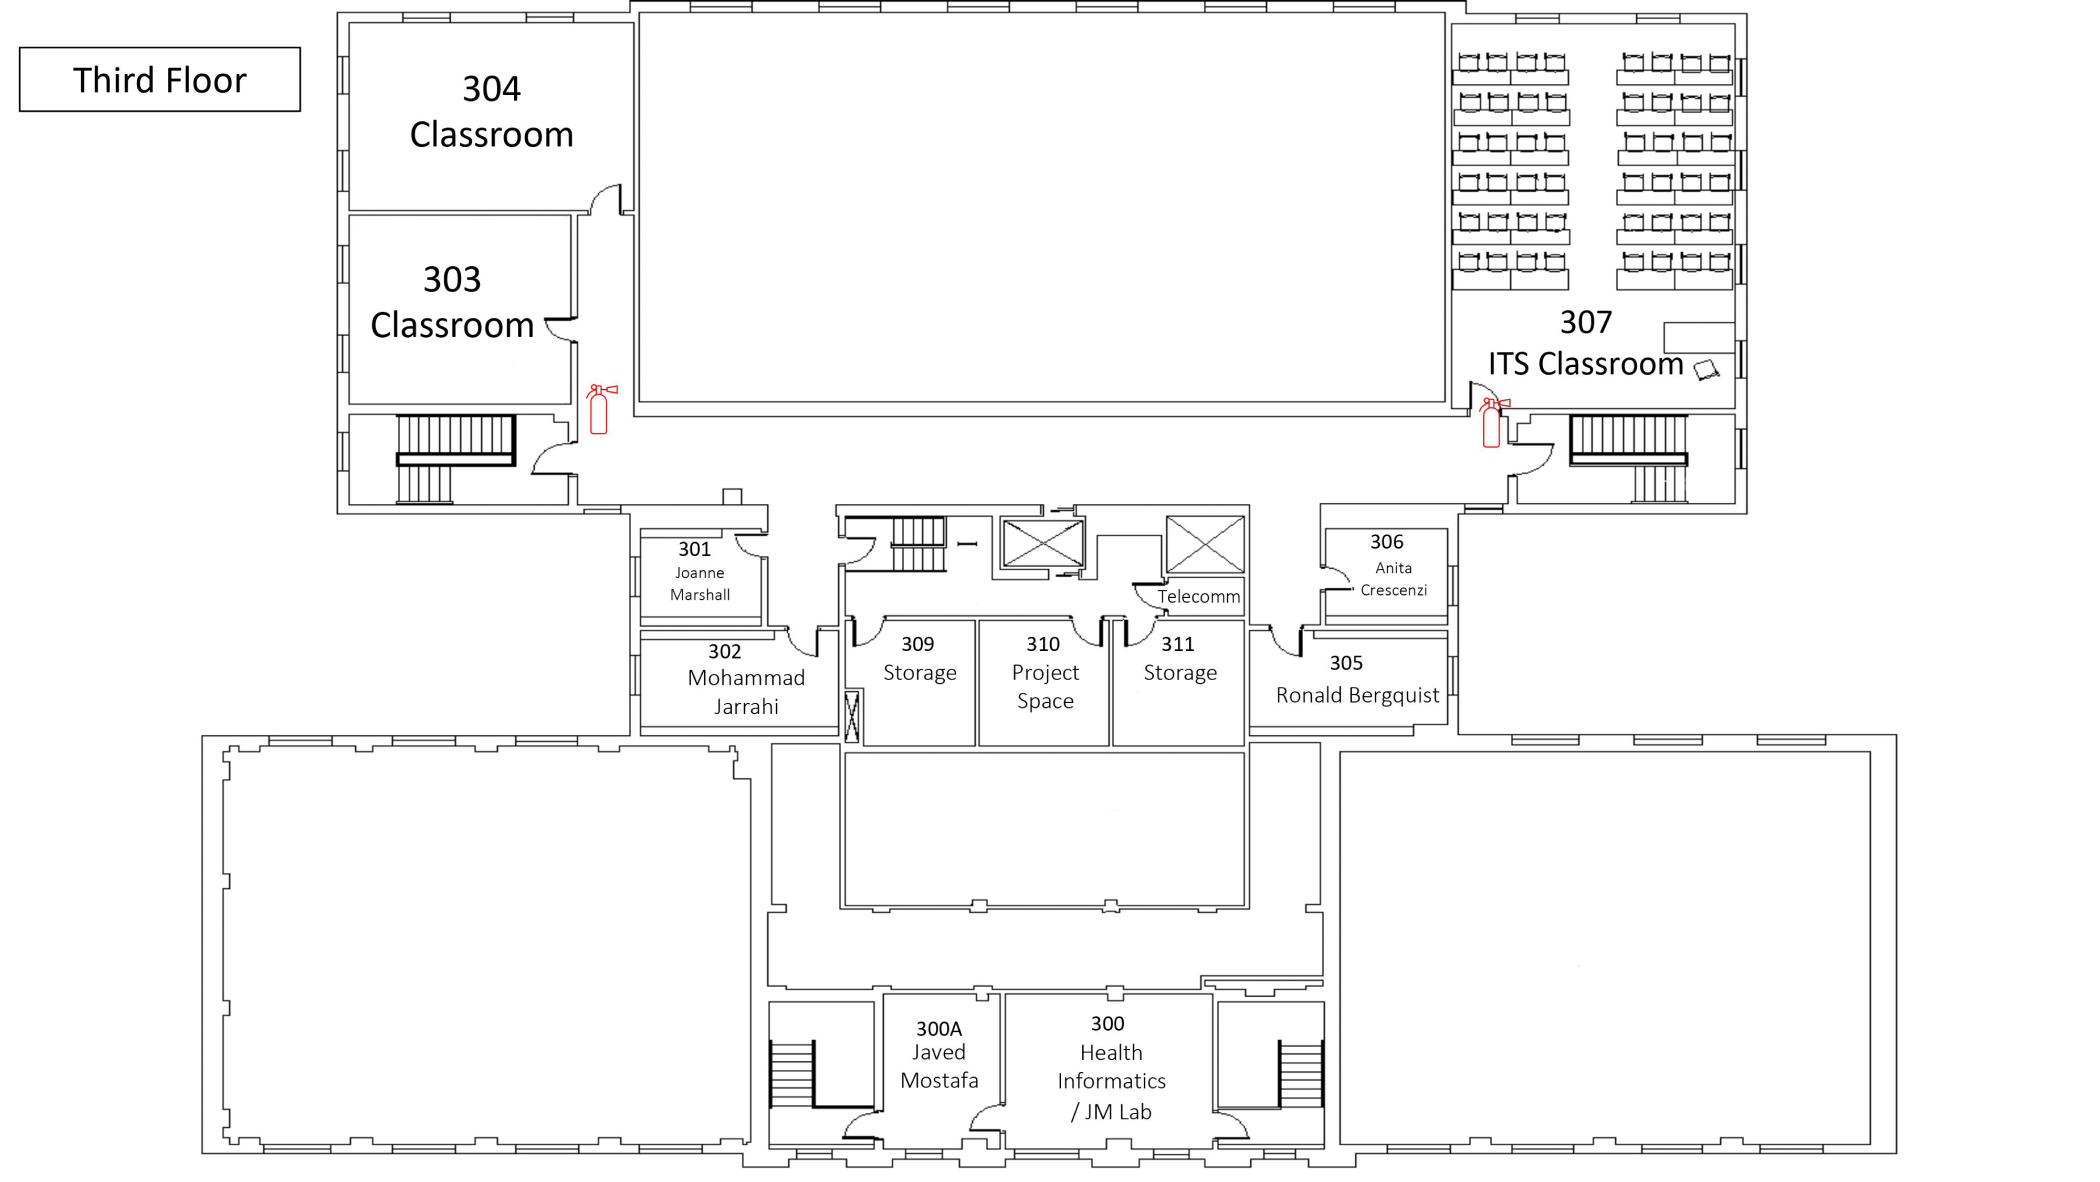 Third Floor
304
Classroom
303
Classroom
307
ITS Classroom
301
Joanne
Marshall
306
Anita
Crescenzi
Telecomm
302
Mohammad
Jarrahi
309
Storage
310
Project
Space
311
Storage
305
Ronald Bergquist
300A
Javed
Mostafa
300
Health
Informatics
/ JM Lab